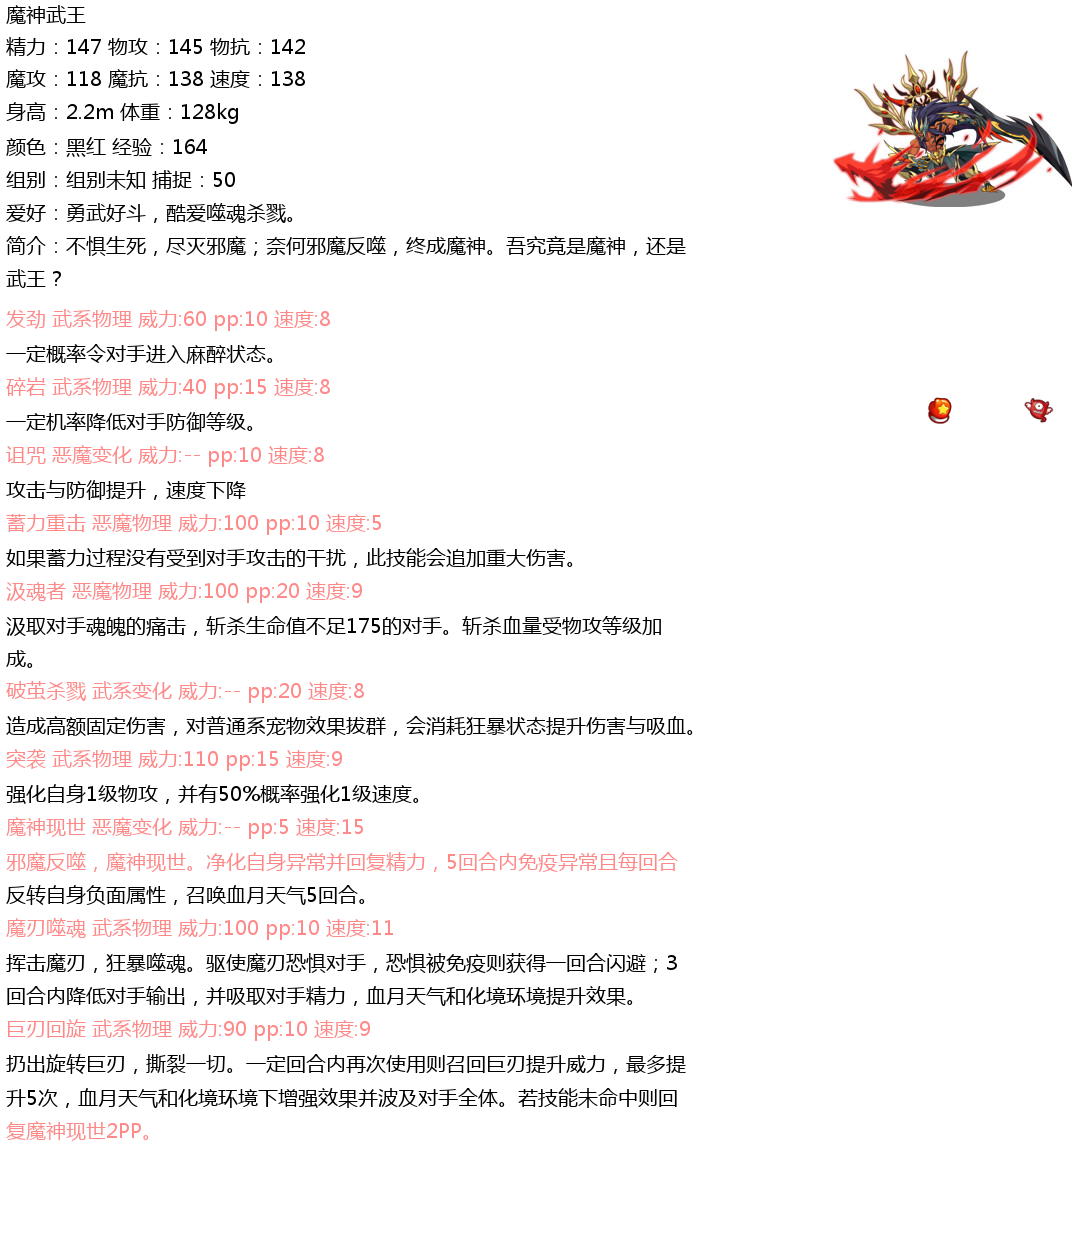 魔神武王
精力：147 物攻：145 物抗：142
魔攻：118 魔抗：138 速度：138
身高：2.2m 体重：128kg
颜色：黑红 经验：164
组别：组别未知 捕捉：50
爱好：勇武好斗，酷爱噬魂杀戮。
简介：不惧生死，尽灭邪魔；奈何邪魔反噬，终成魔神。吾究竟是魔神，还是
武王？
发劲 武系物理 威力:60 pp:10 速度:8
一定概率令对手进入麻醉状态。
碎岩 武系物理 威力:40 pp:15 速度:8
一定机率降低对手防御等级。
诅咒 恶魔变化 威力:-- pp:10 速度:8
攻击与防御提升，速度下降
蓄力重击 恶魔物理 威力:100 pp:10 速度:5
如果蓄力过程没有受到对手攻击的干扰，此技能会追加重大伤害。
汲魂者 恶魔物理 威力:100 pp:20 速度:9
汲取对手魂魄的痛击，斩杀生命值不足175的对手。斩杀血量受物攻等级加
成。
破茧杀戮 武系变化 威力:-- pp:20 速度:8
造成高额固定伤害，对普通系宠物效果拔群，会消耗狂暴状态提升伤害与吸血。
突袭 武系物理 威力:110 pp:15 速度:9
强化自身1级物攻，并有50%概率强化1级速度。
魔神现世 恶魔变化 威力:-- pp:5 速度:15
邪魔反噬，魔神现世。净化自身异常并回复精力，5回合内免疫异常且每回合
反转自身负面属性，召唤血月天气5回合。
魔刃噬魂 武系物理 威力:100 pp:10 速度:11
挥击魔刃，狂暴噬魂。驱使魔刃恐惧对手，恐惧被免疫则获得一回合闪避；3
回合内降低对手输出，并吸取对手精力，血月天气和化境环境提升效果。
巨刃回旋 武系物理 威力:90 pp:10 速度:9
扔出旋转巨刃，撕裂一切。一定回合内再次使用则召回巨刃提升威力，最多提
升5次，血月天气和化境环境下增强效果并波及对手全体。若技能未命中则回
复魔神现世2PP。